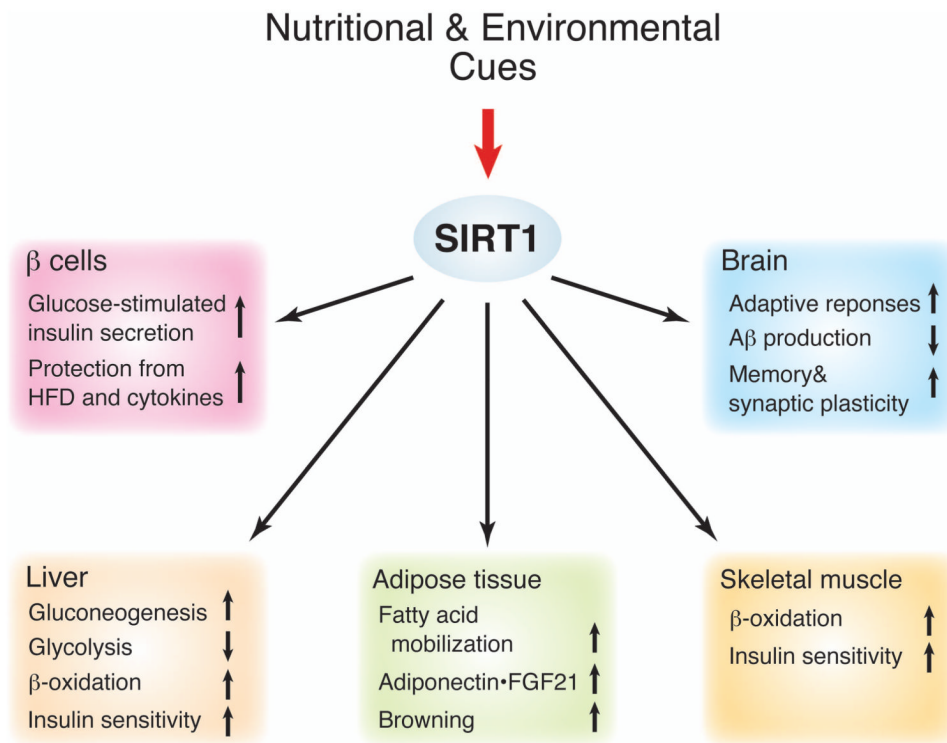 Nutritional & Environmental
Cues
SIRT1
β cells
Glucose-stimulated
insulin secretion
Protection from
HFD and cytokines
Brain
Adaptive reponses
Aβ production
Memory&
synaptic plasticity
Liver
Gluconeogenesis
Glycolysis
β-oxidation
Insulin sensitivity
Adipose tissue
Fatty acid
mobilization
Adiponectin•FGF21
Browning
Skeletal muscle
β-oxidation
Insulin sensitivity